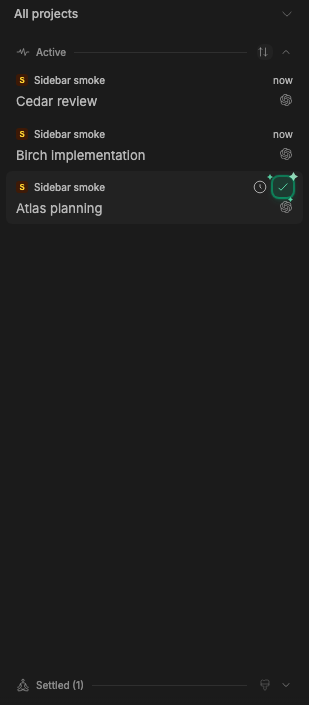 All projects
Active
S Sidebar smoke now
Cedar review
S Sidebar smoke now
Birch implementation
S Sidebar smoke
Atlas planning
Settled (1)